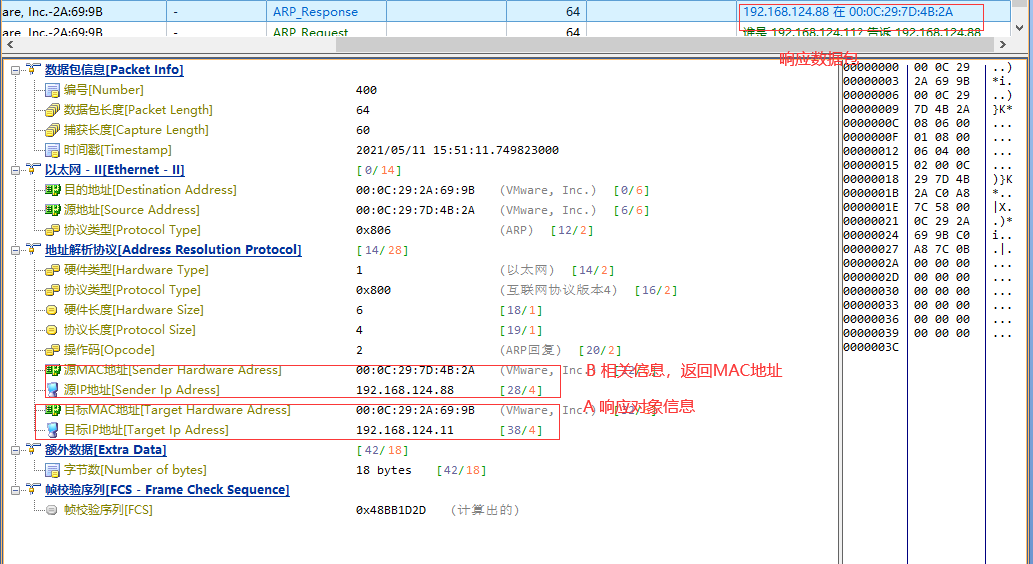 are, Inc.-2A:69:9B - ARP_Response 64 192.168.124.88 在 00:0C:29:7D:4B:2A
are, Inc.-2A:69:9B - ARP_Request 64 谁是 192.168.124.11? 告诉 192.168.124.88
响应数据包
数据包信息[Packet Info]
编号[Number] 400
数据包长度[Packet Length] 64
捕获长度[Capture Length] 60
时间戳[Timestamp] 2021/05/11 15:51:11.749823000
以太网 - II[Ethernet - II] [0/14]
目的地址[Destination Address] 00:0C:29:2A:69:9B (VMware, Inc.) [0/6]
源地址[Source Address] 00:0C:29:7D:4B:2A (VMware, Inc.) [6/6]
协议类型[Protocol Type] 0x806 (ARP) [12/2]
地址解析协议[Address Resolution Protocol] [14/28]
硬件类型[Hardware Type] 1 (以太网) [14/2]
协议类型[Protocol Type] 0x800 (互联网协议版本4) [16/2]
硬件长度[Hardware Size] 6 [18/1]
协议长度[Protocol Size] 4 [19/1]
操作码[Opcode] 2 (ARP回复) [20/2]
源MAC地址[Sender Hardware Adress] 00:0C:29:7D:4B:2A (VMware, Inc.)
B 相关信息，返回MAC地址
源IP地址[Sender Ip Adress] 192.168.124.88 [28/4]
目标MAC地址[Target Hardware Adress] 00:0C:29:2A:69:9B (VMware, Inc.)
A 响应对象信息
目标IP地址[Target Ip Adress] 192.168.124.11 [38/4]
额外数据[Extra Data] [42/18]
字节数[Number of bytes] 18 bytes [42/18]
帧校验序列[FCS - Frame Check Sequence]
帧校验序列[FCS] 0x48BB1D2D (计算出的)
00000000 00 0C 29 ..)
00000003 2A 69 9B *i.
00000006 00 0C 29 ..)
00000009 7D 4B 2A }K*
0000000C 08 06 00 ...
0000000F 01 08 00 ...
00000012 06 04 00 ...
00000015 02 00 0C ...
00000018 29 7D 4B )}K
0000001B 2A C0 A8 *..
0000001E 7C 58 00 |X.
00000021 0C 29 2A .)*
00000024 69 9B C0 i..
00000027 A8 7C 0B .|.
0000002A 00 00 00 ...
0000002D 00 00 00 ...
00000030 00 00 00 ...
00000033 00 00 00 ...
00000036 00 00 00 ...
00000039 00 00 00 ...
0000003C